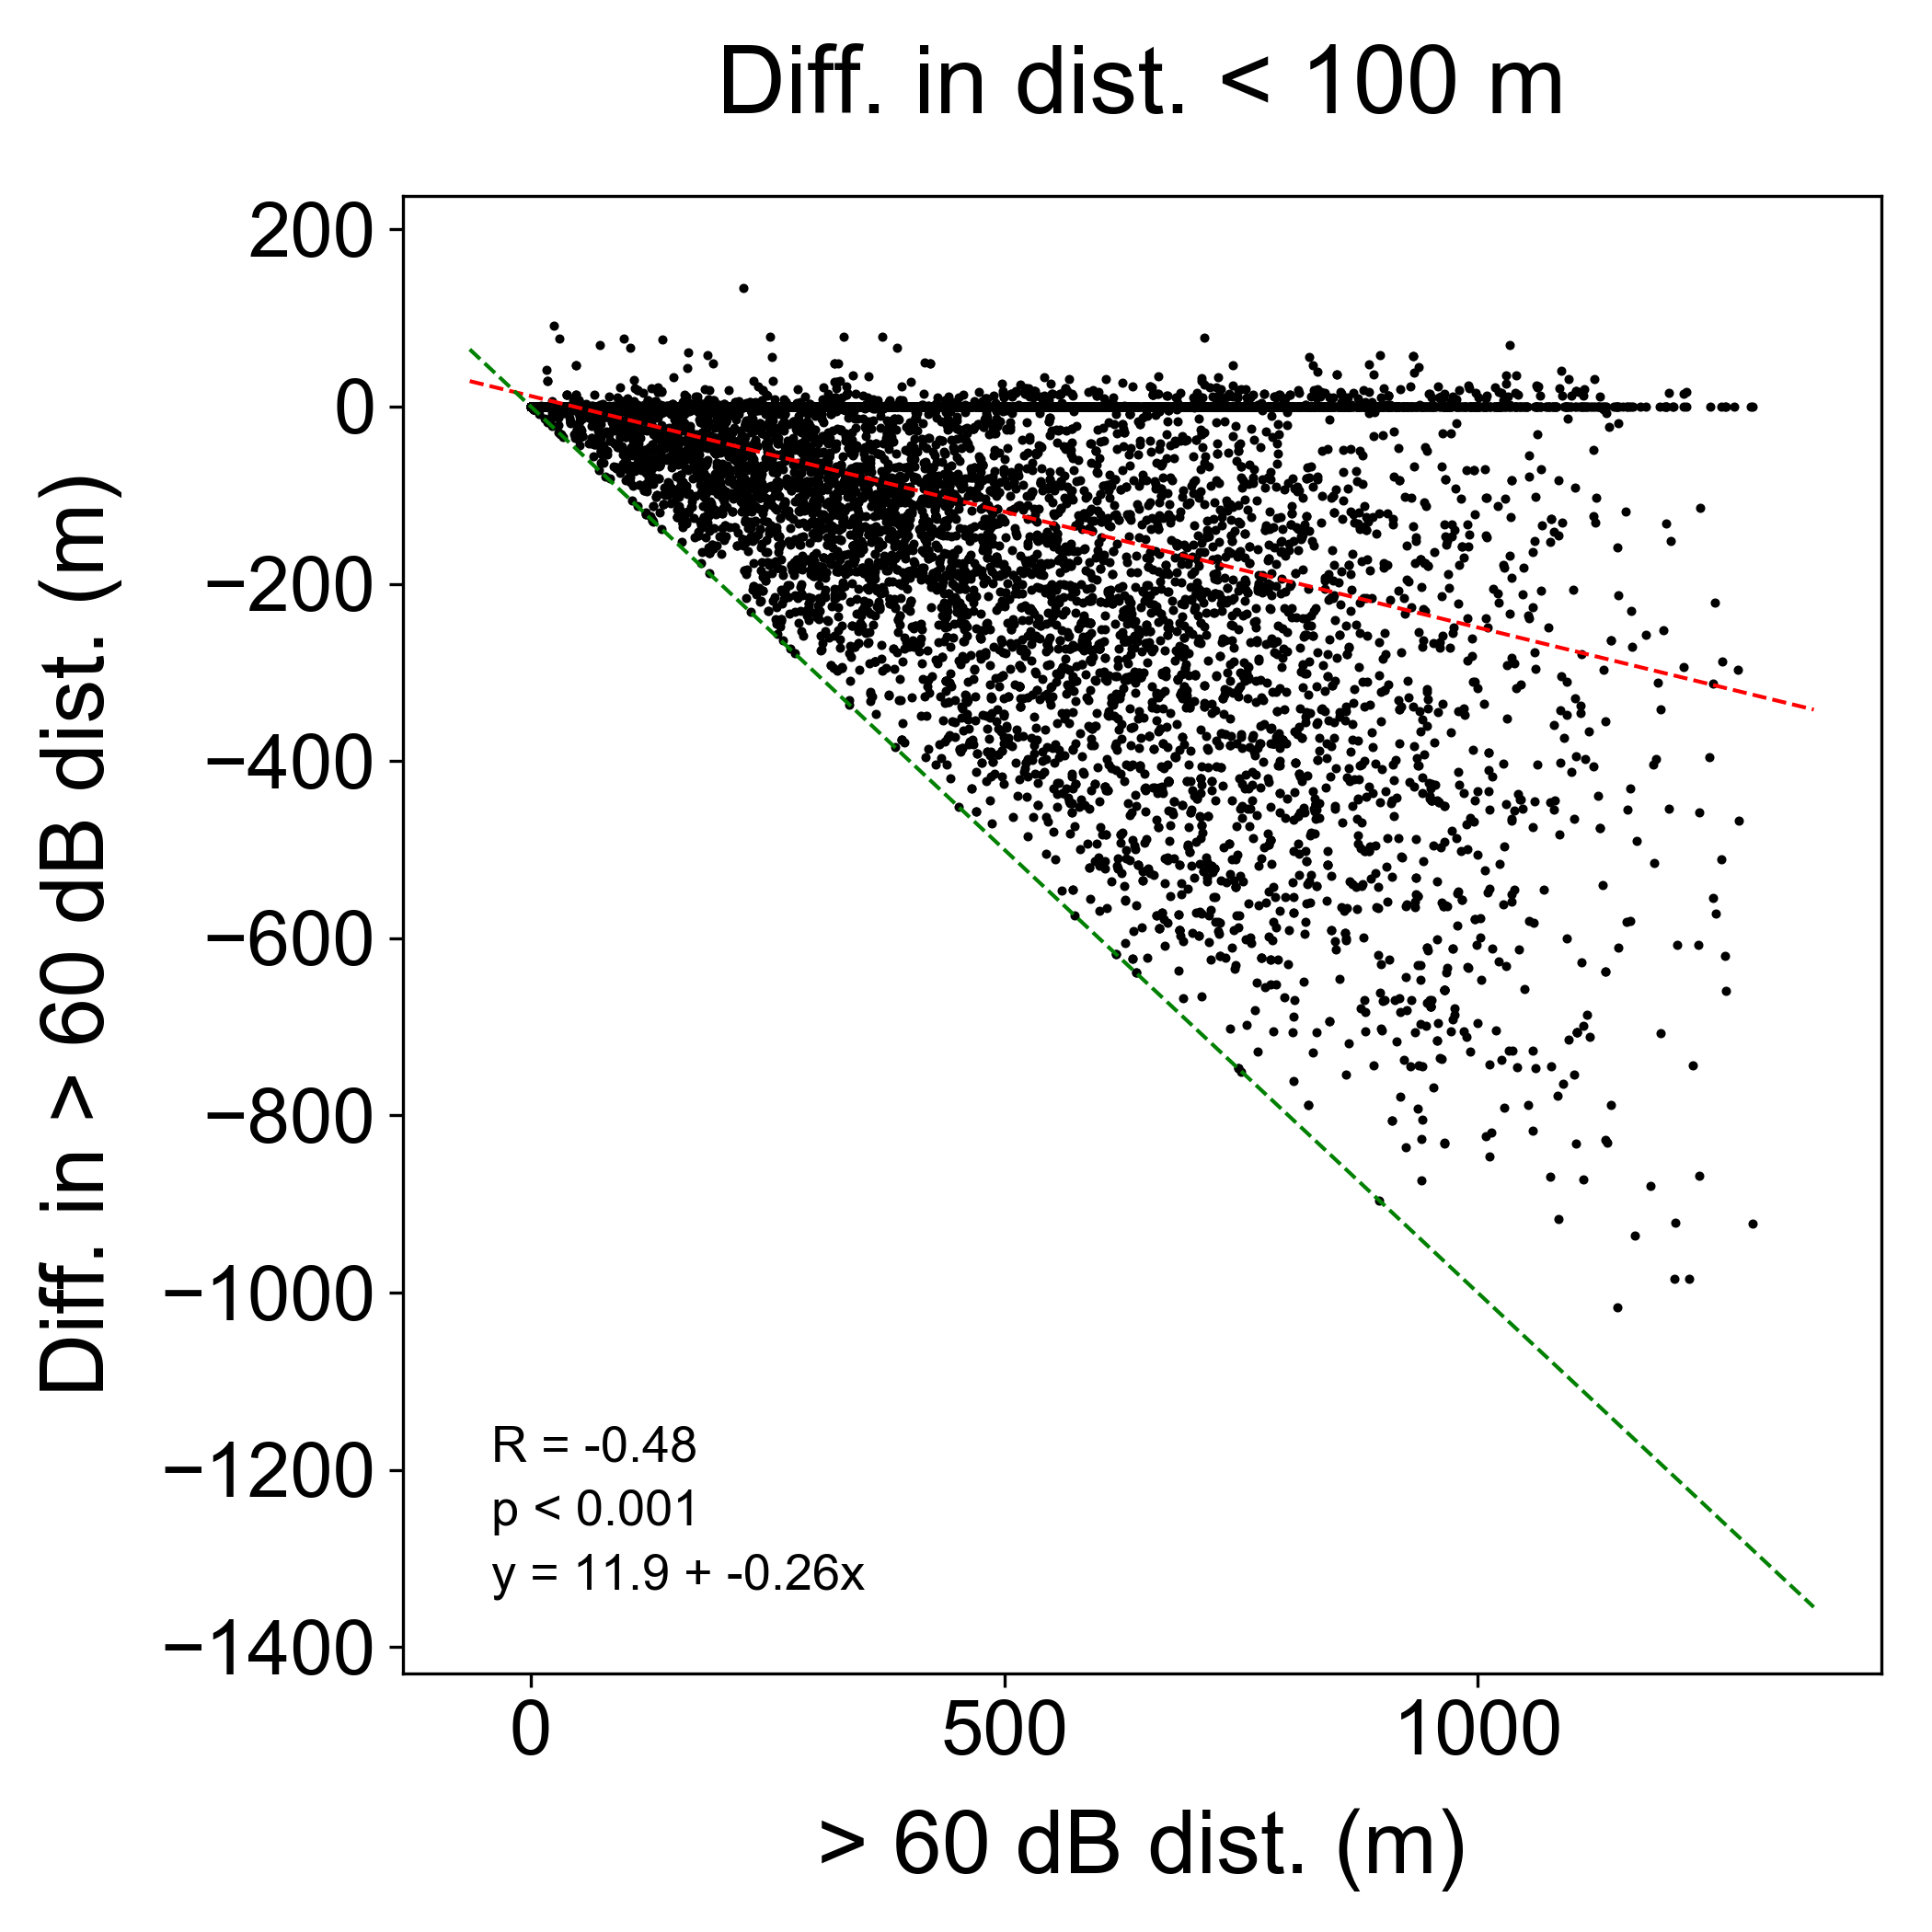 Diff. in dist. < 100 m
200
0
−200
−400
−600
−800
−1000
−1200
−1400
Diff. in > 60 dB dist. (m)
R = -0.48
p < 0.001
y = 11.9 + -0.26x
0 500 1000
> 60 dB dist. (m)